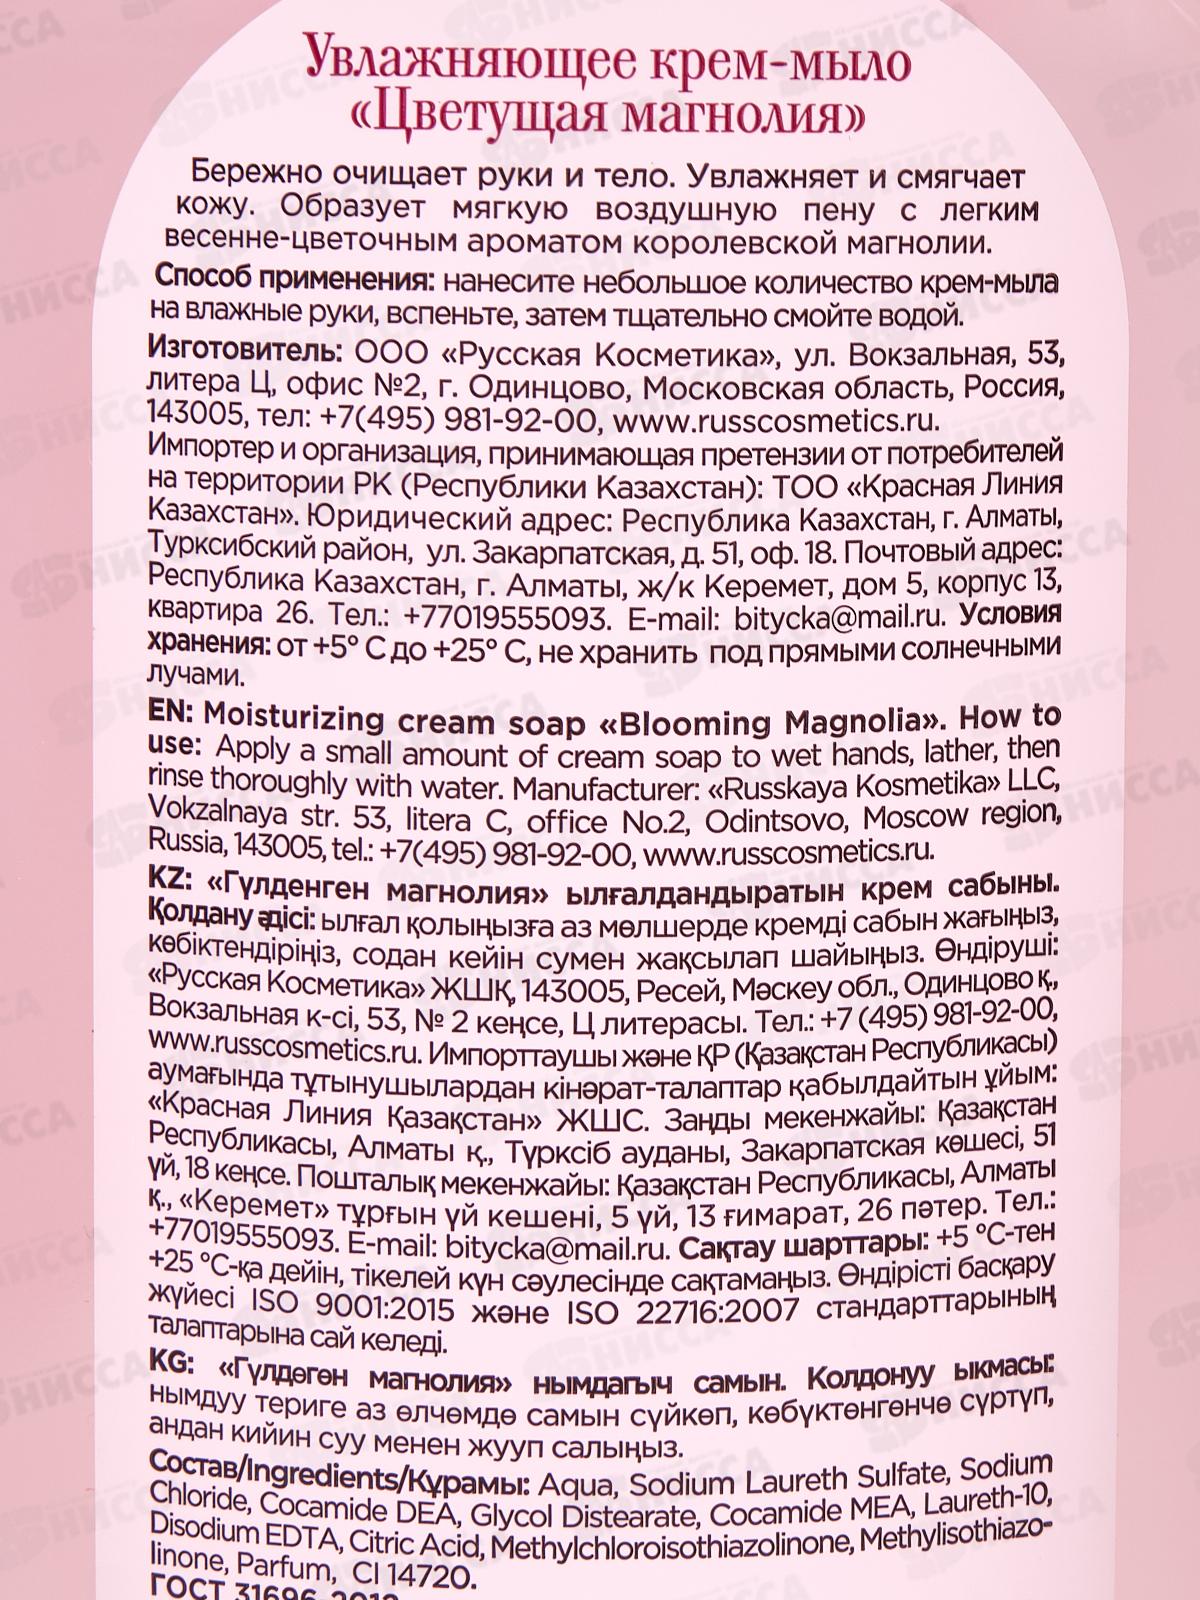 Увлажняющее крем-мыло
«Цветущая магнолия»
Бережно очищает руки и тело. Увлажняет и смягчает
кожу. Образует мягкую воздушную пену с легким
весенне-цветочным ароматом королевской магнолии.
Способ применения: нанесите небольшое количество крем-мыла
на влажные руки, вспеньте, затем тщательно смойте водой.
Изготовитель: ООО «Русская Косметика», ул. Вокзальная, 53,
литера Ц, офис №2, г. Одинцово, Московская область, Россия,
143005, тел: +7(495) 981-92-00, www.russcosmetics.ru.
Импортер и организация, принимающая претензии от потребителей
на территории РК (Республики Казахстан): ТОО «Красная Линия
Казахстан». Юридический адрес: Республика Казахстан, г. Алматы,
Турксибский район, ул. Закарпатская, д. 51, оф. 18. Почтовый адрес:
Республика Казахстан, г. Алматы, ж/к Керемет, дом 5, корпус 13,
квартира 26. Тел.: +77019555093. E-mail: bitycka@mail.ru. Условия
хранения: от +5° С до +25° С, не хранить под прямыми солнечными
лучами.
EN: Moisturizing cream soap «Blooming Magnolia». How to
use: Apply a small amount of cream soap to wet hands, lather, then
rinse thoroughly with water. Manufacturer: «Russkaya Kosmetika» LLC,
Vokzalnaya str. 53, litera C, office No.2, Odintsovo, Moscow region,
Russia, 143005, tel.: +7(495) 981-92-00, www.russcosmetics.ru.
KZ: «Гүлденген магнолия» ылғалдандыратын крем сабыны.
Қолдану әдісі: ылғал қолыңызға аз мөлшерде кремді сабын жағыңыз,
көбіктендіріңіз, содан кейін сумен жақсылап шайыңыз. Өндіруші:
«Русская Косметика» ЖШҚ, 143005, Ресей, Мәскеу обл., Одинцово қ.,
Вокзальная к-сі, 53, № 2 кеңсе, Ц литерасы. Тел.: +7 (495) 981-92-00,
www.russcosmetics.ru. Импорттаушы және ҚР (Қазақстан Республикасы)
аумағында тұтынушылардан кінәрат-талаптар қабылдайтын ұйым:
«Красная Линия Қазақстан» ЖШС. Заңды мекенжайы: Қазақстан
Республикасы, Алматы қ., Түрксіб ауданы, Закарпатская көшесі, 51
үй, 18 кеңсе. Пошталық мекенжайы: Қазақстан Республикасы, Алматы
қ., «Керемет» тұрғын үй кешені, 5 үй, 13 ғимарат, 26 пәтер. Тел.:
+77019555093. E-mail: bitycka@mail.ru. Сақтау шарттары: +5 °С-тен
+25 °С-қа дейін, тікелей күн сәулесінде сақтамаңыз. Өндірісті басқару
жүйесі ISO 9001:2015 және ISO 22716:2007 стандарттарының
талаптарына сай келеді.
KG: «Гүлдөгөн магнолия» нымдагыч самын. Колдонуу ыкмасы:
нымдуу териге аз өлчөмдө самын сүйкөп, көбүктөнгөнчө сүртүп,
андан кийин суу менен жууп салыңыз.
Состав/Ingredients/Құрамы: Aqua, Sodium Laureth Sulfate, Sodium
Chloride, Cocamide DEA, Glycol Distearate, Cocamide MEA, Laureth-10,
Disodium EDTA, Citric Acid, Methylchloroisothiazolinone, Methylisothiazo-
linone, Parfum, CI 14720.
ГОСТ 31696-2012